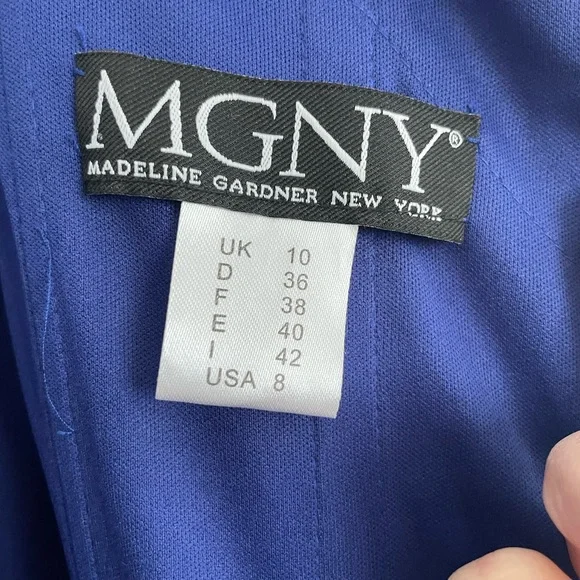 MGNY®
MADELINE GARDNER NEW YORK
UK 10
D 36
F 38
E 40
I 42
USA 8